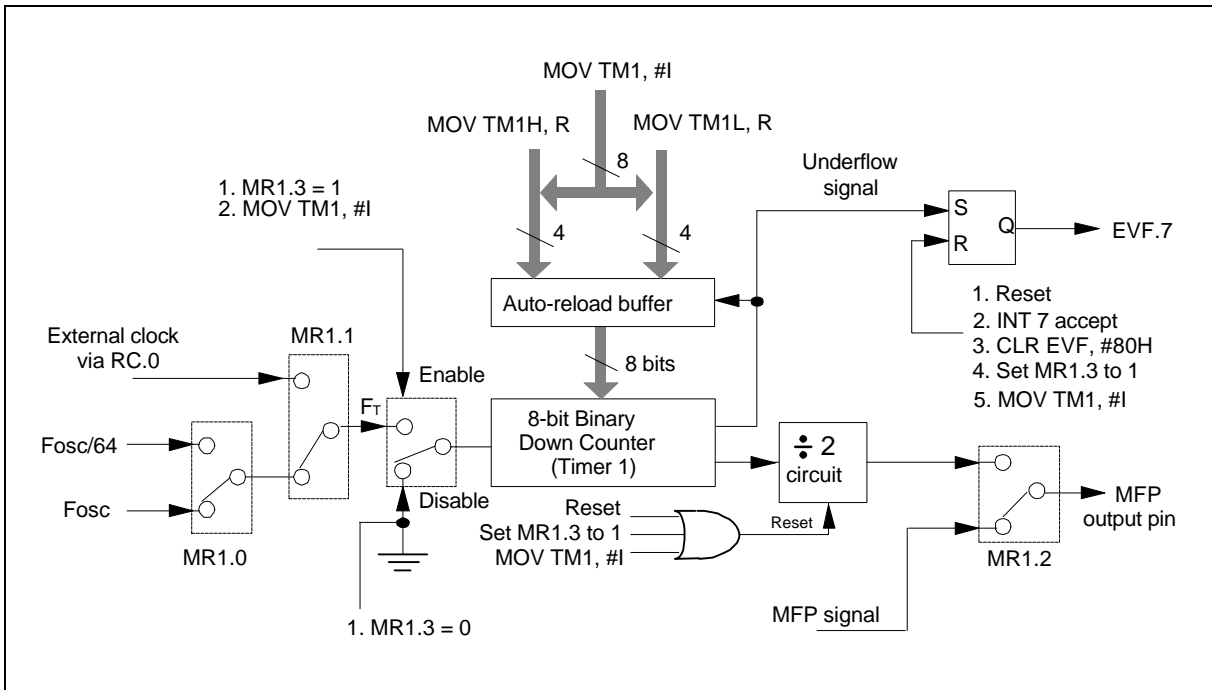 MOV TM1, #I
MOV TM1H, R
MOV TM1L, R
8
Underflow
signal
1. MR1.3 = 1
2. MOV TM1, #I
4
4
S
Q
R
EVF.7
Auto-reload buffer
1. Reset
2. INT 7 accept
3. CLR EVF, #80H
4. Set MR1.3 to 1
5. MOV TM1, #I
External clock
via RC.0
MR1.1
8 bits
Enable
FT
8-bit Binary
Down Counter
(Timer 1)
Fosc/64
÷ 2
circuit
Disable
Fosc
MR1.0
Reset
Set MR1.3 to 1
MOV TM1, #I
Reset
MFP
output pin
MR1.2
MFP signal
1. MR1.3 = 0